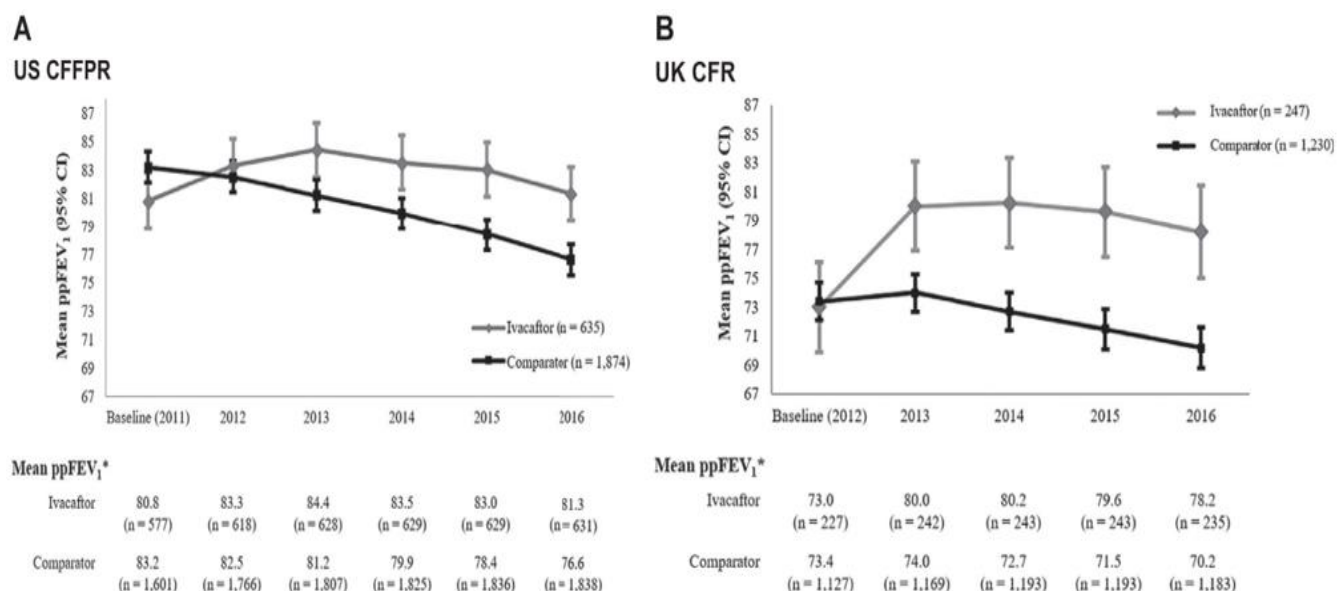 A
US CFFPR
Mean ppFEV₁ (95% CI)
87
85
83
81
79
77
75
73
71
69
67
Ivacaftor (n = 635)
Comparator (n = 1,874)
Baseline (2011) 2012 2013 2014 2015 2016
Mean ppFEV₁*
Ivacaftor 80.8 83.3 84.4 83.5 83.0 81.3
(n = 577) (n = 618) (n = 628) (n = 629) (n = 629) (n = 631)
Comparator 83.2 82.5 81.2 79.9 78.4 76.6
(n = 1,601) (n = 1,766) (n = 1,807) (n = 1,825) (n = 1,836) (n = 1,838)
B
UK CFR
Mean ppFEV₁ (95% CI)
87
85
83
81
79
77
75
73
71
69
67
Ivacaftor (n = 247)
Comparator (n = 1,230)
Baseline (2012) 2013 2014 2015 2016
Mean ppFEV₁*
Ivacaftor 73.0 80.0 80.2 79.6 78.2
(n = 227) (n = 242) (n = 243) (n = 243) (n = 235)
Comparator 73.4 74.0 72.7 71.5 70.2
(n = 1,127) (n = 1,169) (n = 1,193) (n = 1,193) (n = 1,183)